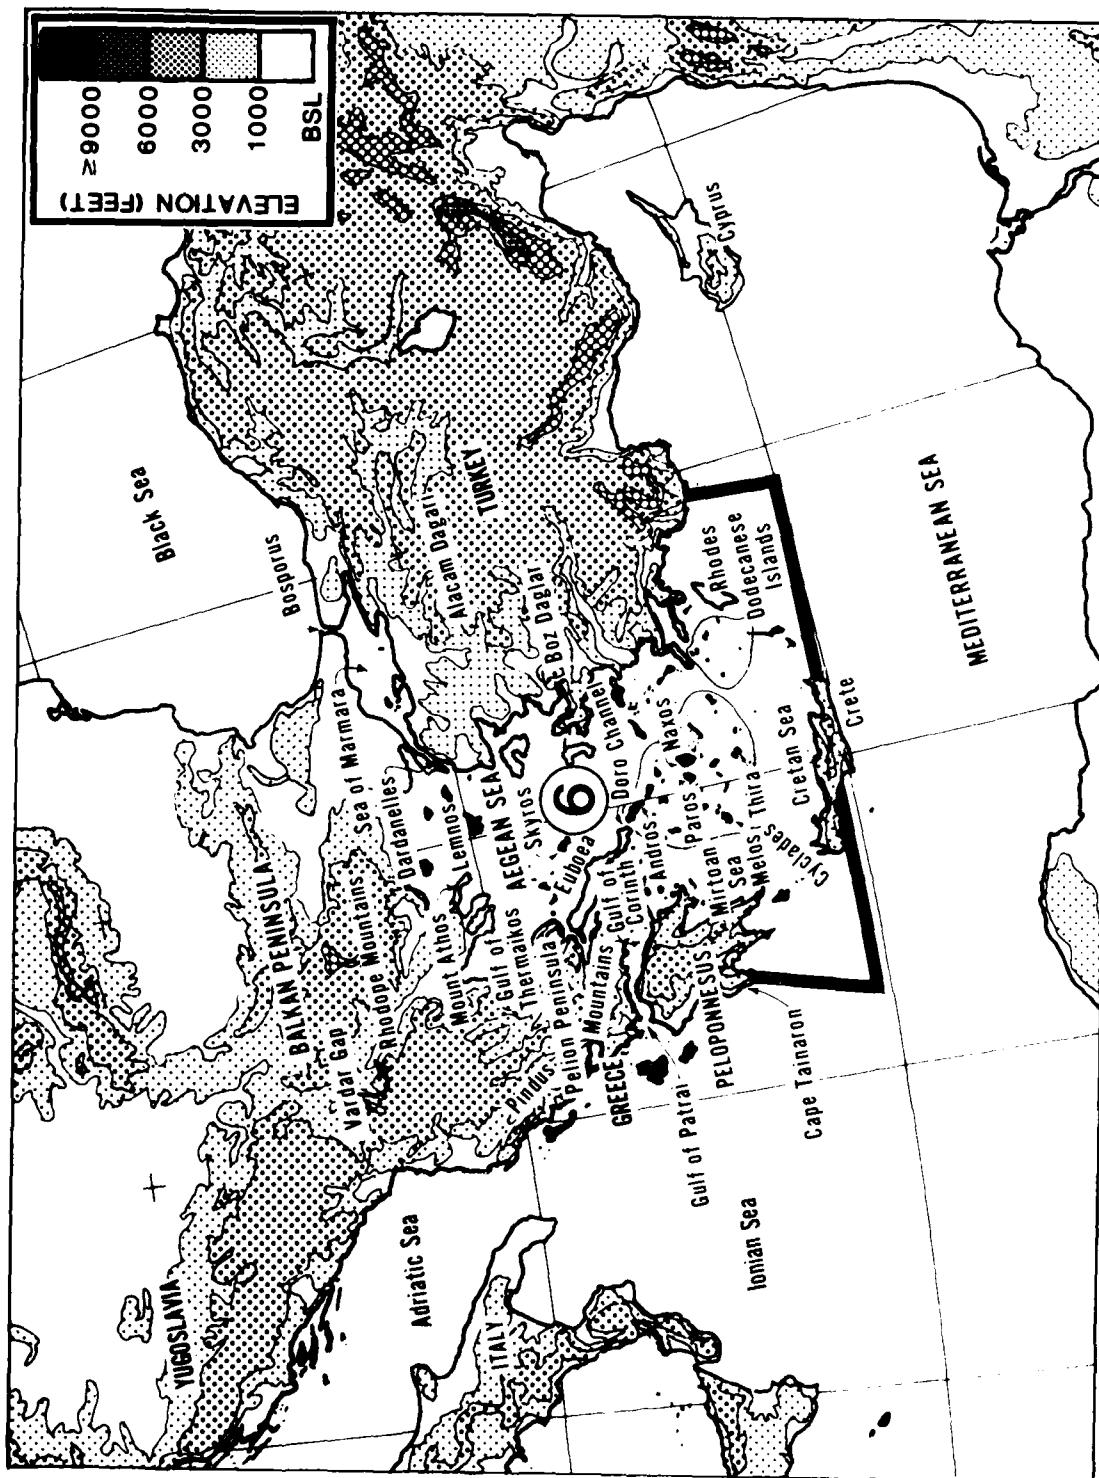 ELEVATION (FEET)
≥9000
6000
3000
1000
BSL
Black Sea
Bosporus
BALKAN PENINSULA
YUGOSLAVIA
Vardar Gap
Rhodope Mountains
Sea of Marmara
Dardanelles
Alacam Daglari
TURKEY
Mount Athos
Lemnos
Gulf of
Thermaikos
AEGEAN SEA
Skyros
Boz Daglar
Adriatic Sea
ITALY
Pindus
Mountains
Pelion Peninsula
Euboea
6
Doro Channel
GREECE
Gulf of
Corinth
Andros
Paros
Naxos
Gulf of Patrai
PELOPONNESUS
Mirtoan
Sea
Melos
Thira
Cyclades
Cretan Sea
Rhodes
Dodecanese
Islands
Cyprus
Ionian Sea
Cape Tainaron
Crete
MEDITERRANEAN SEA